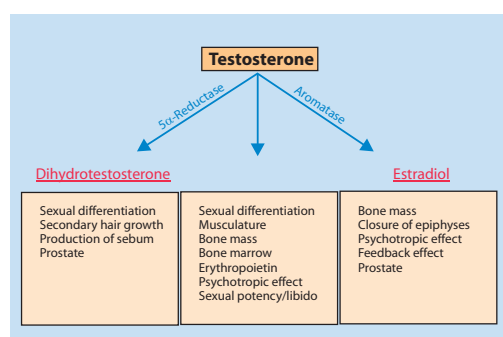 Testosterone
5α-Reductase
Aromatase
Dihydrotestosterone
Estradiol
Sexual differentiation
Secondary hair growth
Production of sebum
Prostate
Sexual differentiation
Musculature
Bone mass
Bone marrow
Erythropoietin
Psychotropic effect
Sexual potency/libido
Bone mass
Closure of epiphyses
Psychotropic effect
Feedback effect
Prostate